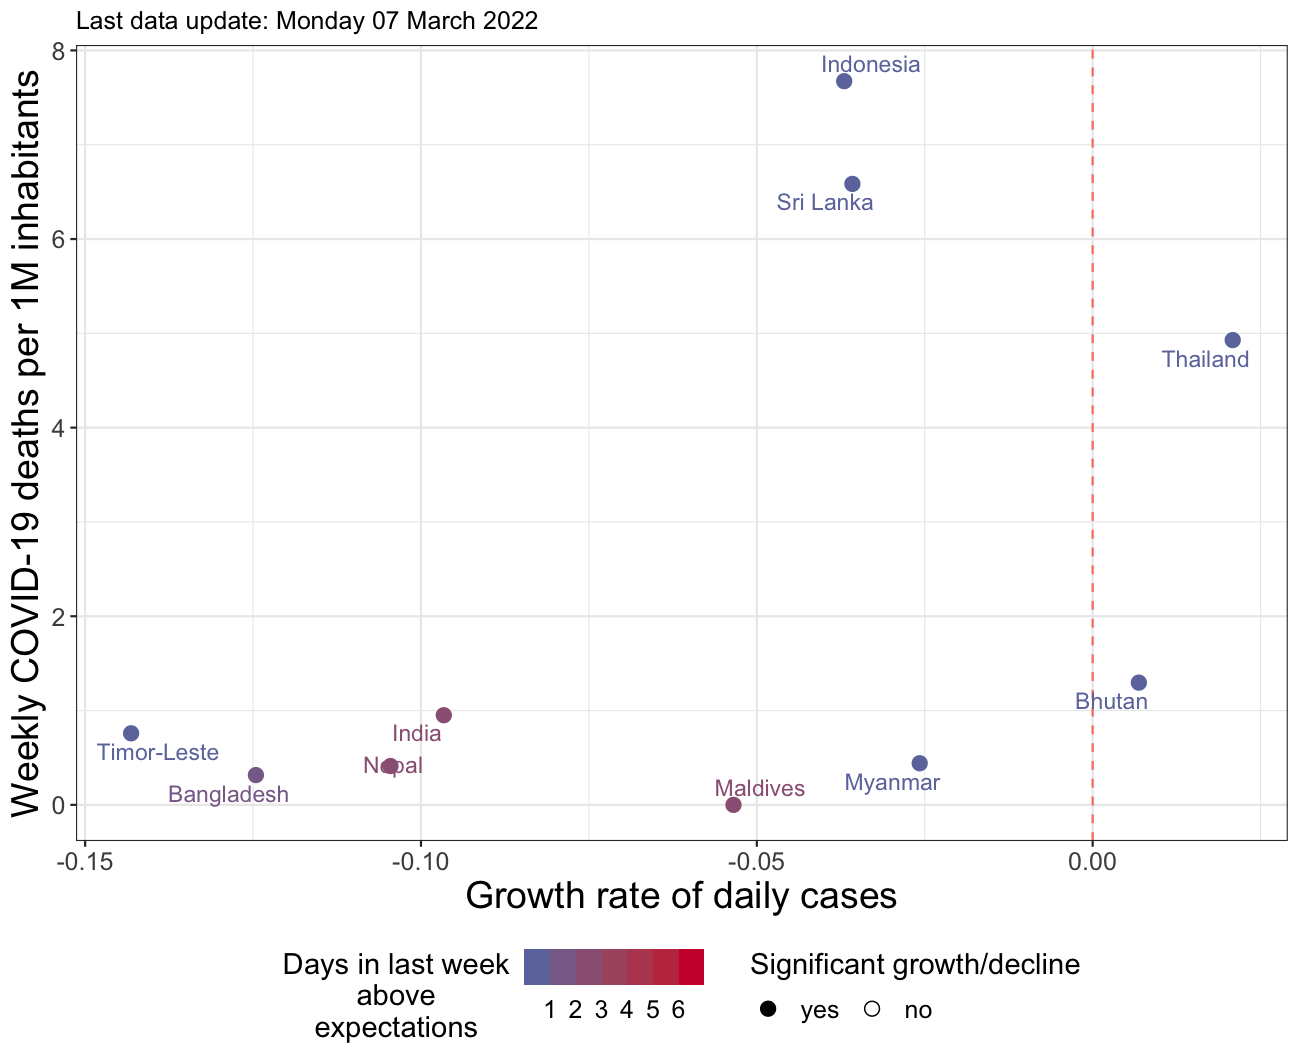 Last data update: Monday 07 March 2022
Weekly COVID-19 deaths per 1M inhabitants
8
6
4
2
0
Indonesia
Sri Lanka
Thailand
Bhutan
India
Timor-Leste
Nepal
Myanmar
Maldives
Bangladesh
-0.15 -0.10 -0.05 0.00
Growth rate of daily cases
Days in last week
above
expectations
1 2 3 4 5 6
Significant growth/decline
yes no